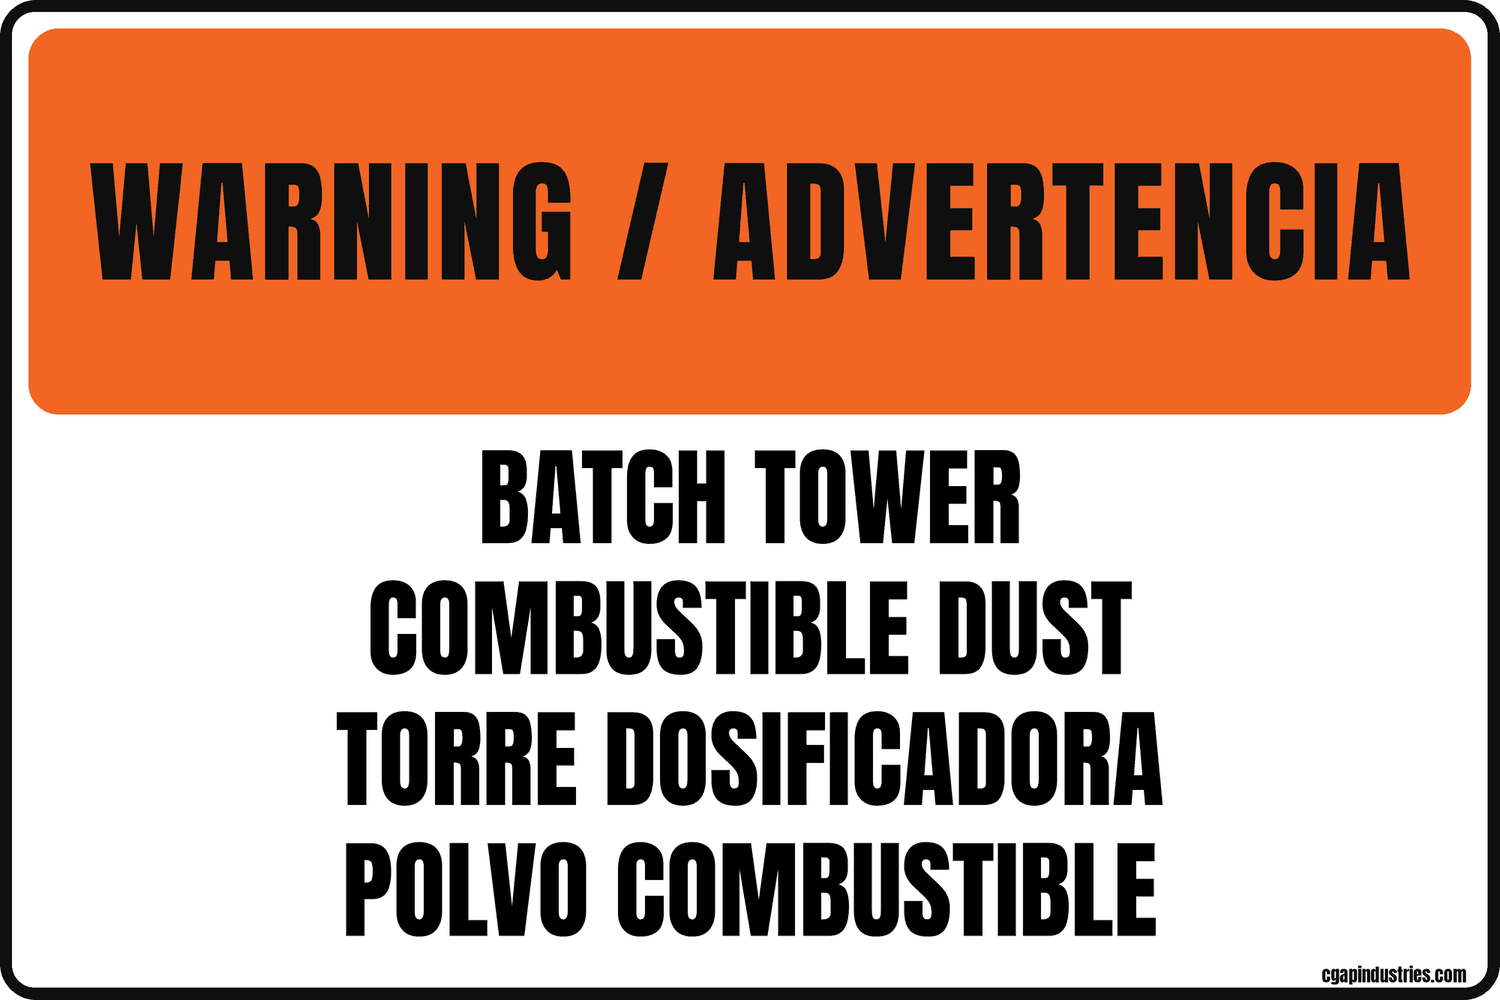 WARNING / ADVERTENCIA
BATCH TOWER
COMBUSTIBLE DUST
TORRE DOSIFICADORA
POLVO COMBUSTIBLE
cgapindustries.com